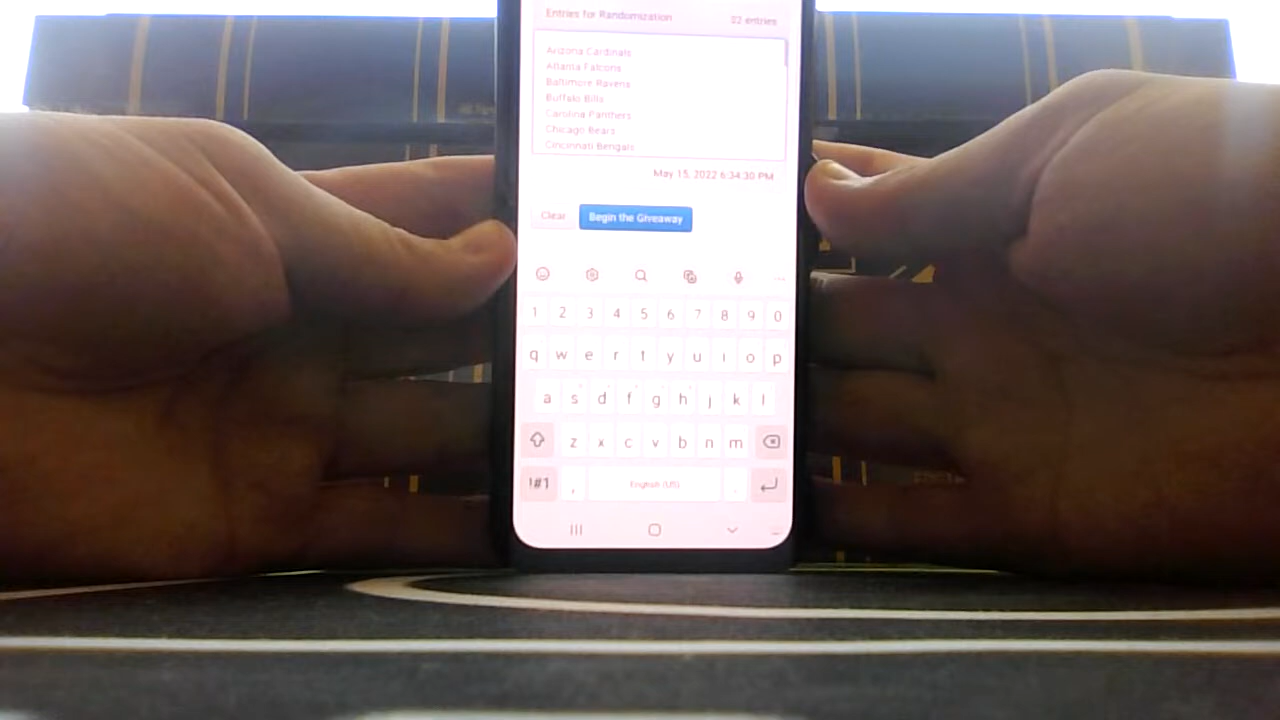 Entries for Randomization
32 entries
Arizona Cardinals
Atlanta Falcons
Baltimore Ravens
Buffalo Bills
Carolina Panthers
Chicago Bears
Cincinnati Bengals
May 15, 2022 6:34:30 PM
Clear
Begin the Giveaway
1 2 3 4 5 6 7 8 9 0
q w e r t y u i o p
a s d f g h j k l
z x c v b n m
!#1 , English (US) .